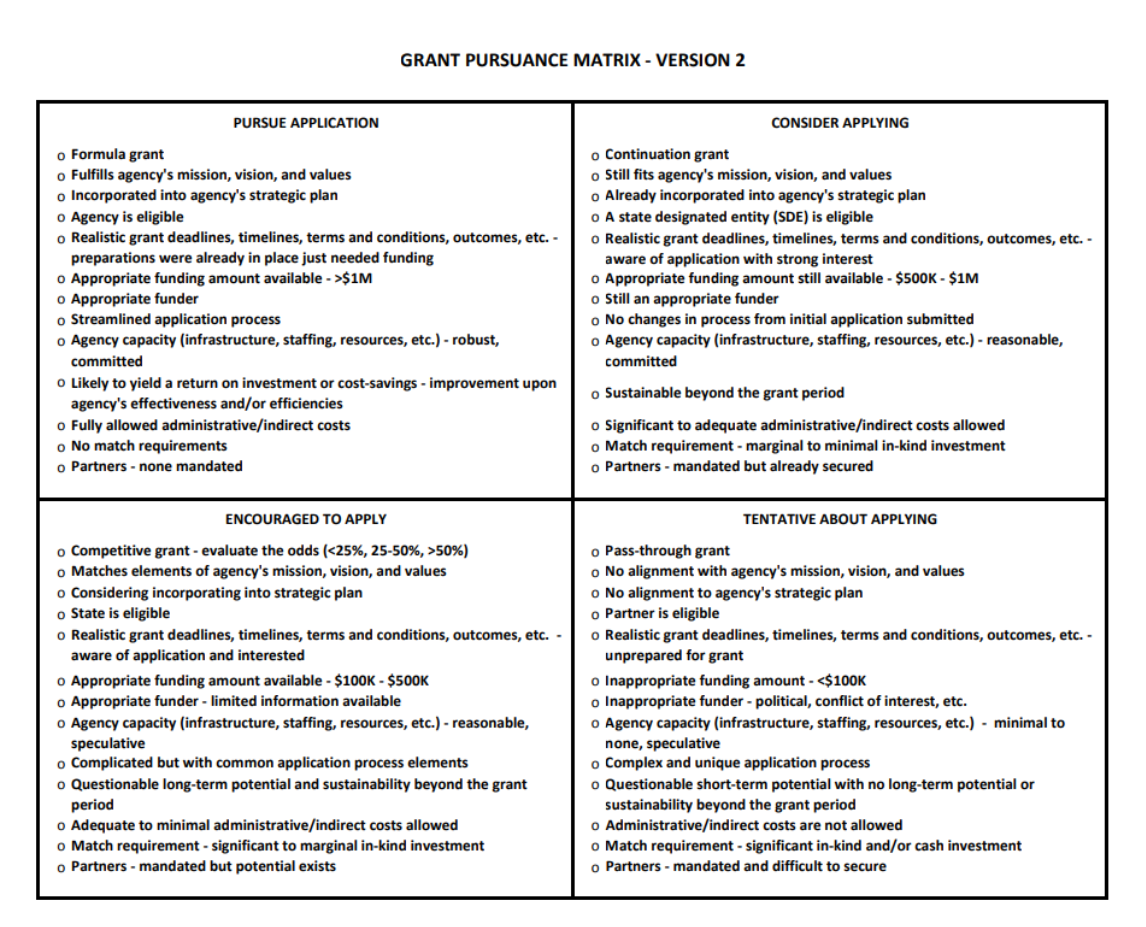 GRANT PURSUANCE MATRIX - VERSION 2
PURSUE APPLICATION
o Formula grant
o Fulfills agency's mission, vision, and values
o Incorporated into agency's strategic plan
o Agency is eligible
o Realistic grant deadlines, timelines, terms and conditions, outcomes, etc. -
preparations were already in place just needed funding
o Appropriate funding amount available - >$1M
o Appropriate funder
o Streamlined application process
o Agency capacity (infrastructure, staffing, resources, etc.) - robust,
committed
o Likely to yield a return on investment or cost-savings - improvement upon
agency's effectiveness and/or efficiencies
o Fully allowed administrative/indirect costs
o No match requirements
o Partners - none mandated
CONSIDER APPLYING
o Continuation grant
o Still fits agency's mission, vision, and values
o Already incorporated into agency's strategic plan
o A state designated entity (SDE) is eligible
o Realistic grant deadlines, timelines, terms and conditions, outcomes, etc. -
aware of application with strong interest
o Appropriate funding amount still available - $500K - $1M
o Still an appropriate funder
o No changes in process from initial application submitted
o Agency capacity (infrastructure, staffing, resources, etc.) - reasonable,
committed
o Sustainable beyond the grant period
o Significant to adequate administrative/indirect costs allowed
o Match requirement - marginal to minimal in-kind investment
o Partners - mandated but already secured
ENCOURAGED TO APPLY
o Competitive grant - evaluate the odds (<25%, 25-50%, >50%)
o Matches elements of agency's mission, vision, and values
o Considering incorporating into strategic plan
o State is eligible
o Realistic grant deadlines, timelines, terms and conditions, outcomes, etc. -
aware of application and interested
o Appropriate funding amount available - $100K - $500K
o Appropriate funder - limited information available
o Agency capacity (infrastructure, staffing, resources, etc.) - reasonable,
speculative
o Complicated but with common application process elements
o Questionable long-term potential and sustainability beyond the grant
period
o Adequate to minimal administrative/indirect costs allowed
o Match requirement - significant to marginal in-kind investment
o Partners - mandated but potential exists
TENTATIVE ABOUT APPLYING
o Pass-through grant
o No alignment with agency's mission, vision, and values
o No alignment to agency's strategic plan
o Partner is eligible
o Realistic grant deadlines, timelines, terms and conditions, outcomes, etc. -
unprepared for grant
o Inappropriate funding amount - <$100K
o Inappropriate funder - political, conflict of interest, etc.
o Agency capacity (infrastructure, staffing, resources, etc.) - minimal to
none, speculative
o Complex and unique application process
o Questionable short-term potential with no long-term potential or
sustainability beyond the grant period
o Administrative/indirect costs are not allowed
o Match requirement - significant in-kind and/or cash investment
o Partners - mandated and difficult to secure